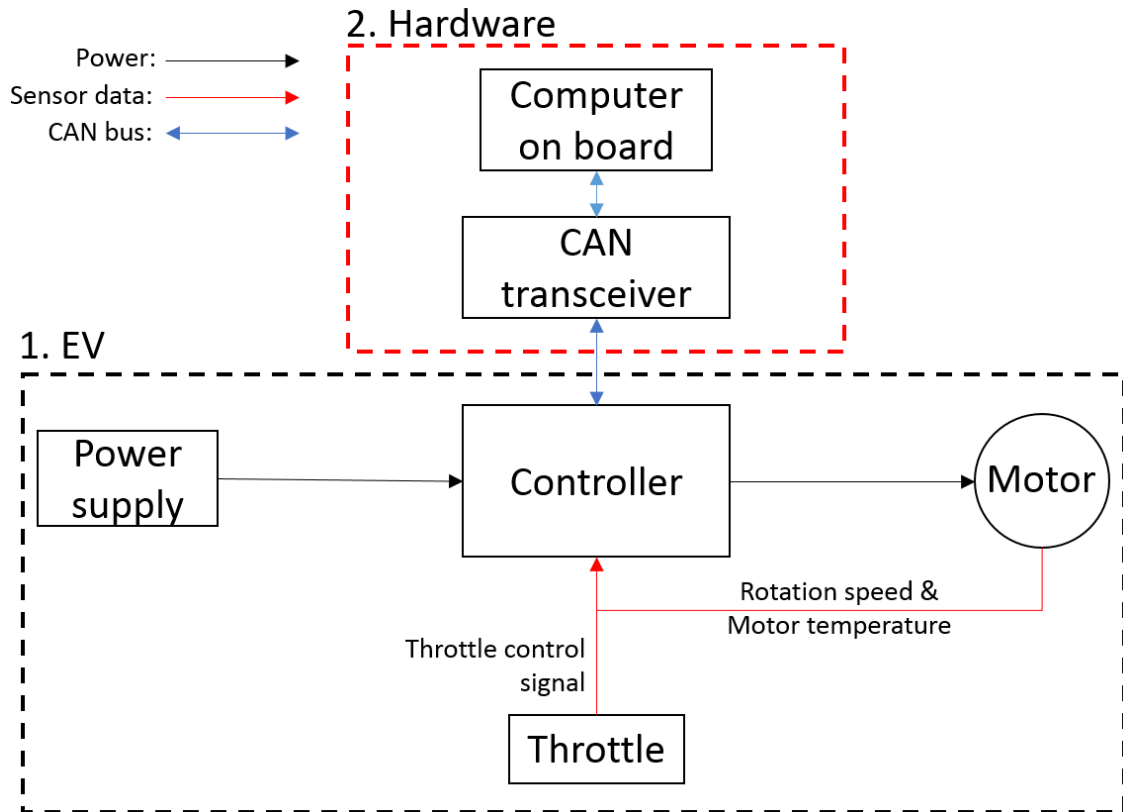 2. Hardware
Power:
Sensor data:
CAN bus:
Computer
on board
CAN
transceiver
1. EV
Power
supply
Controller
Motor
Rotation speed &
Motor temperature
Throttle control
signal
Throttle